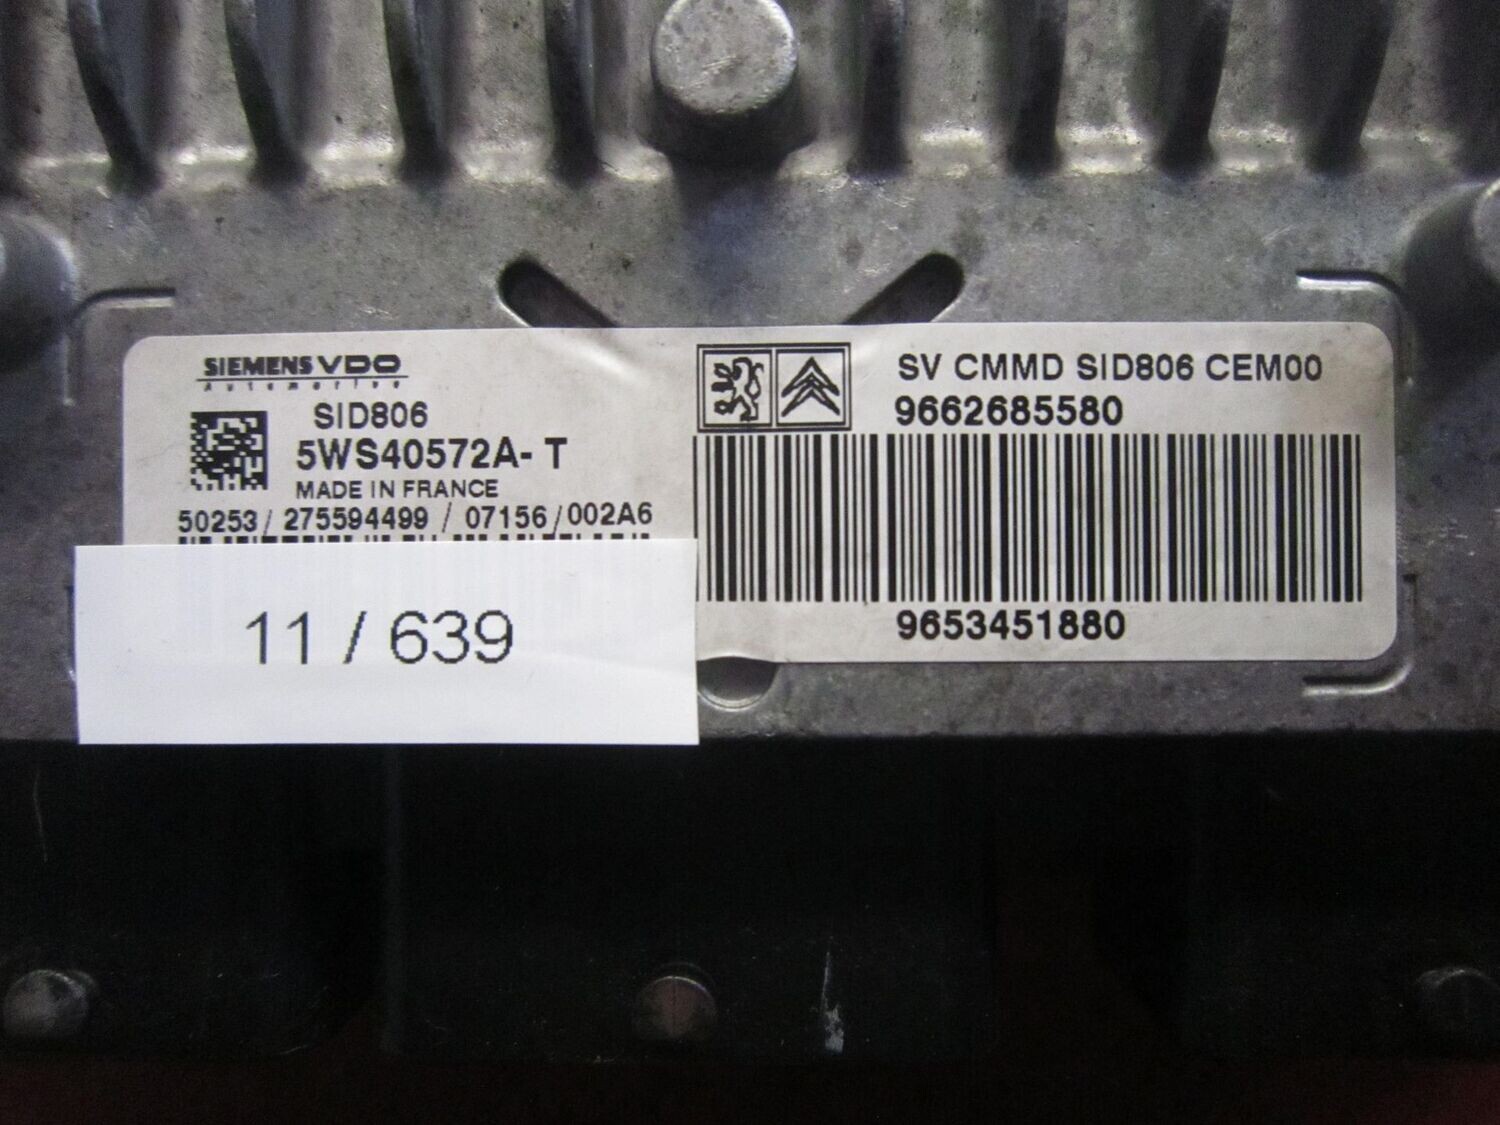 SIEMENS VDO
Automotive
SID806
5WS40572A- T
MADE IN FRANCE
50253 / 275594499 / 07156 / 002A6
11 / 639
SV CMMD SID806 CEM00
9662685580
9653451880